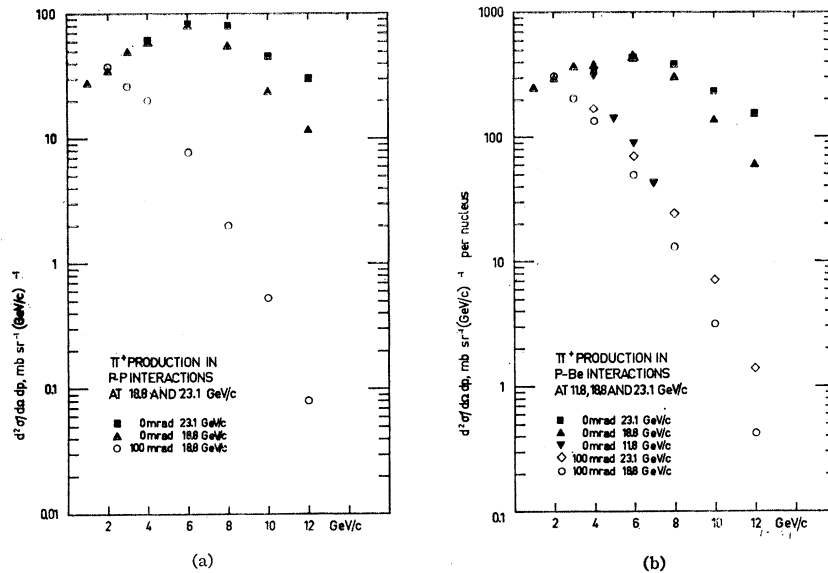 100
10
1
0.1
0.01
d²σ/dΩ dp, mb sr⁻¹ (GeV/c) ⁻¹
π⁺ PRODUCTION IN
P-P INTERACTIONS
AT 18.8 AND 23.1 GeV/c
■ 0 mrad 23.1 GeV/c
▲ 0 mrad 18.8 GeV/c
○ 100 mrad 18.8 GeV/c
2 4 6 8 10 12 GeV/c
(a)
1000
100
10
1
0.1
d²σ/dΩ dp, mb sr⁻¹ (GeV/c) ⁻¹ per nucleus
π⁺ PRODUCTION IN
P-Be INTERACTIONS
AT 11.8, 18.8 AND 23.1 GeV/c
■ 0 mrad 23.1 GeV/c
▲ 0 mrad 18.8 GeV/c
▼ 0 mrad 11.8 GeV/c
◇ 100 mrad 23.1 GeV/c
○ 100 mrad 18.8 GeV/c
2 4 6 8 10 12 GeV/c
(b)